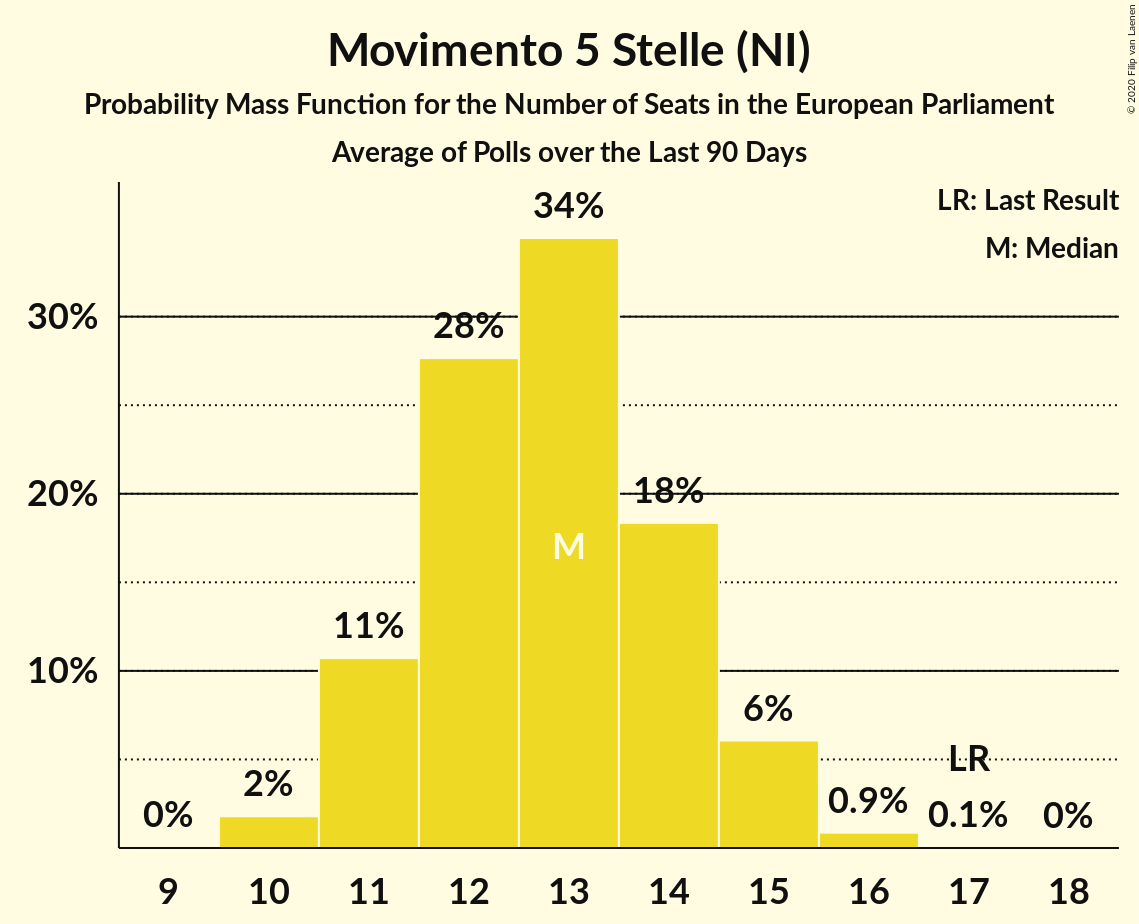 Movimento 5 Stelle (NI)
Probability Mass Function for the Number of Seats in the European Parliament
Average of Polls over the Last 90 Days
© 2020 Filip van Laenen
LR: Last Result
M: Median
34%
30%
28%
20%
18%
M
11%
10%
6%
LR
2%
0.9%
0%
0.1%
0%
9 10 11 12 13 14 15 16 17 18